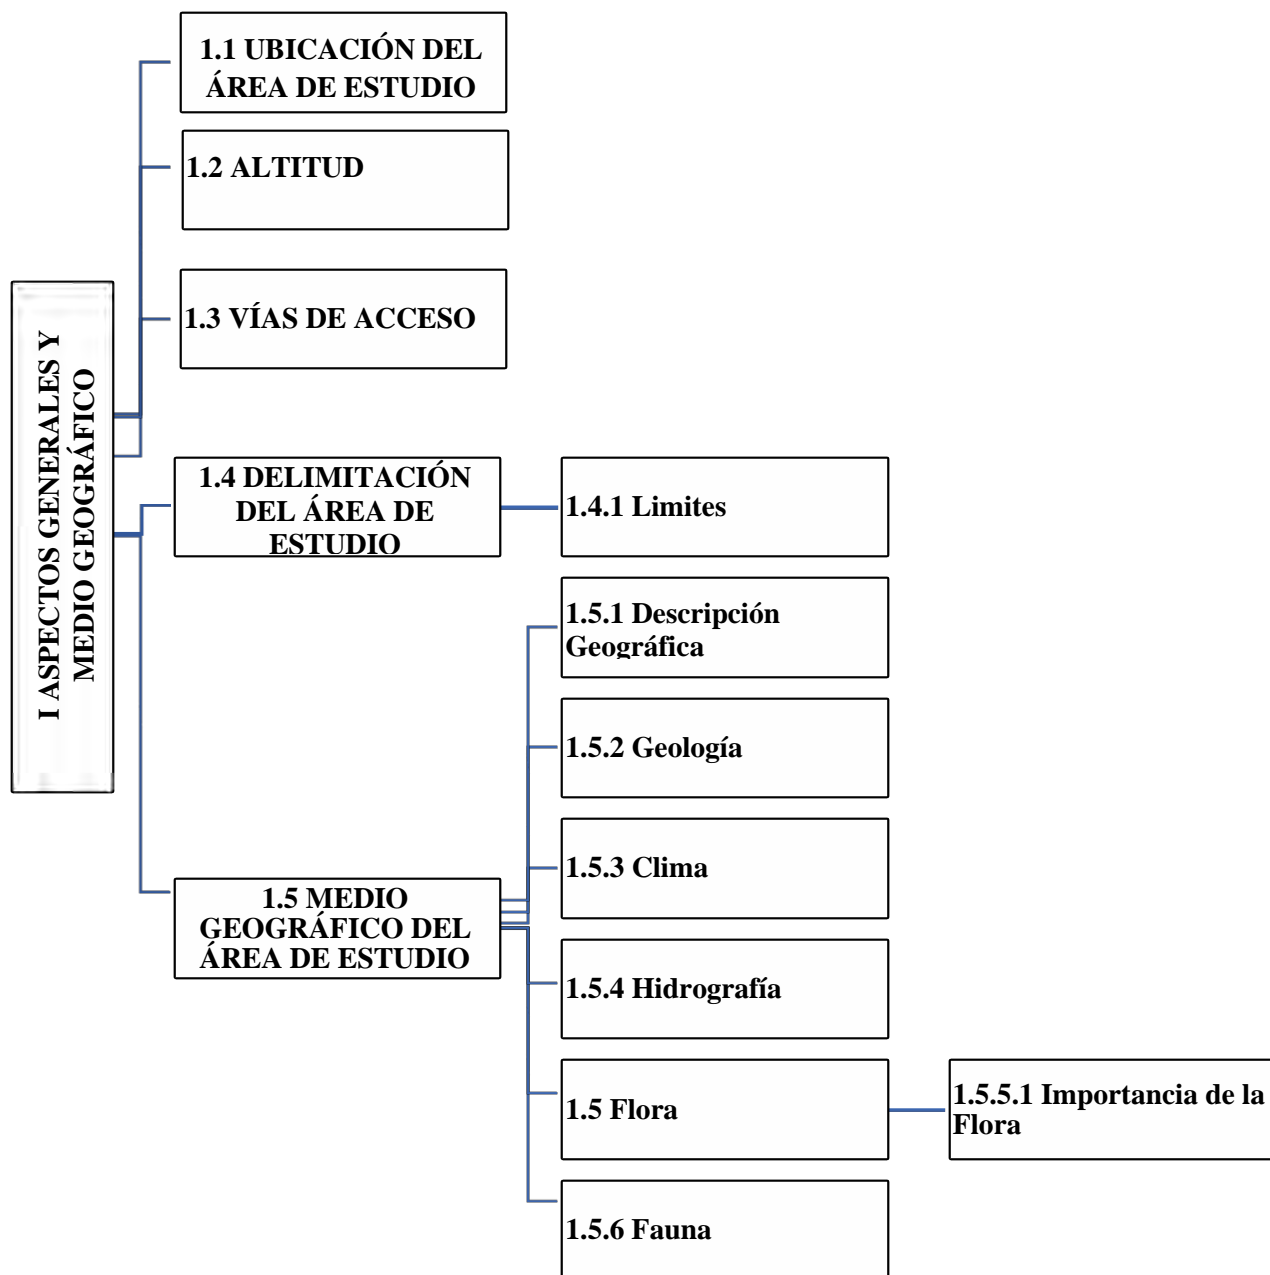 I ASPECTOS GENERALES Y
MEDIO GEOGRÁFICO
1.1 UBICACIÓN DEL
ÁREA DE ESTUDIO
1.2 ALTITUD
1.3 VÍAS DE ACCESO
1.4 DELIMITACIÓN
DEL ÁREA DE
ESTUDIO
1.4.1 Limites
1.5 MEDIO
GEOGRÁFICO DEL
ÁREA DE ESTUDIO
1.5.1 Descripción
Geográfica
1.5.2 Geología
1.5.3 Clima
1.5.4 Hidrografía
1.5 Flora
1.5.5.1 Importancia de la
Flora
1.5.6 Fauna